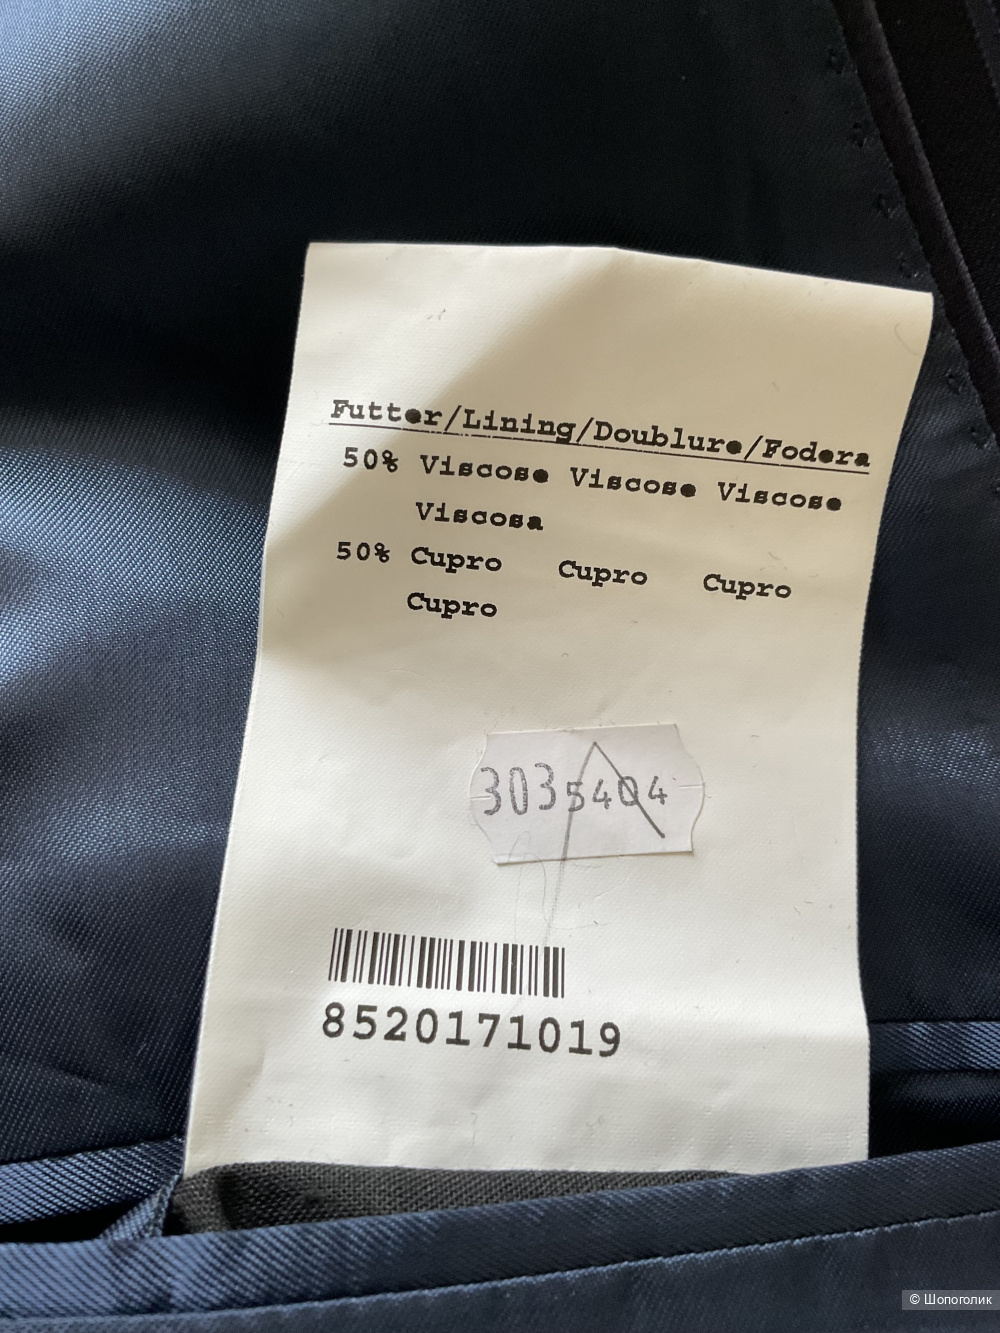 Futter/Lining/Doublure/Fodera
50% Viscose Viscose Viscose
Viscosa
50% Cupro Cupro Cupro
Cupro
3035404
8520171019
© Шопоголик